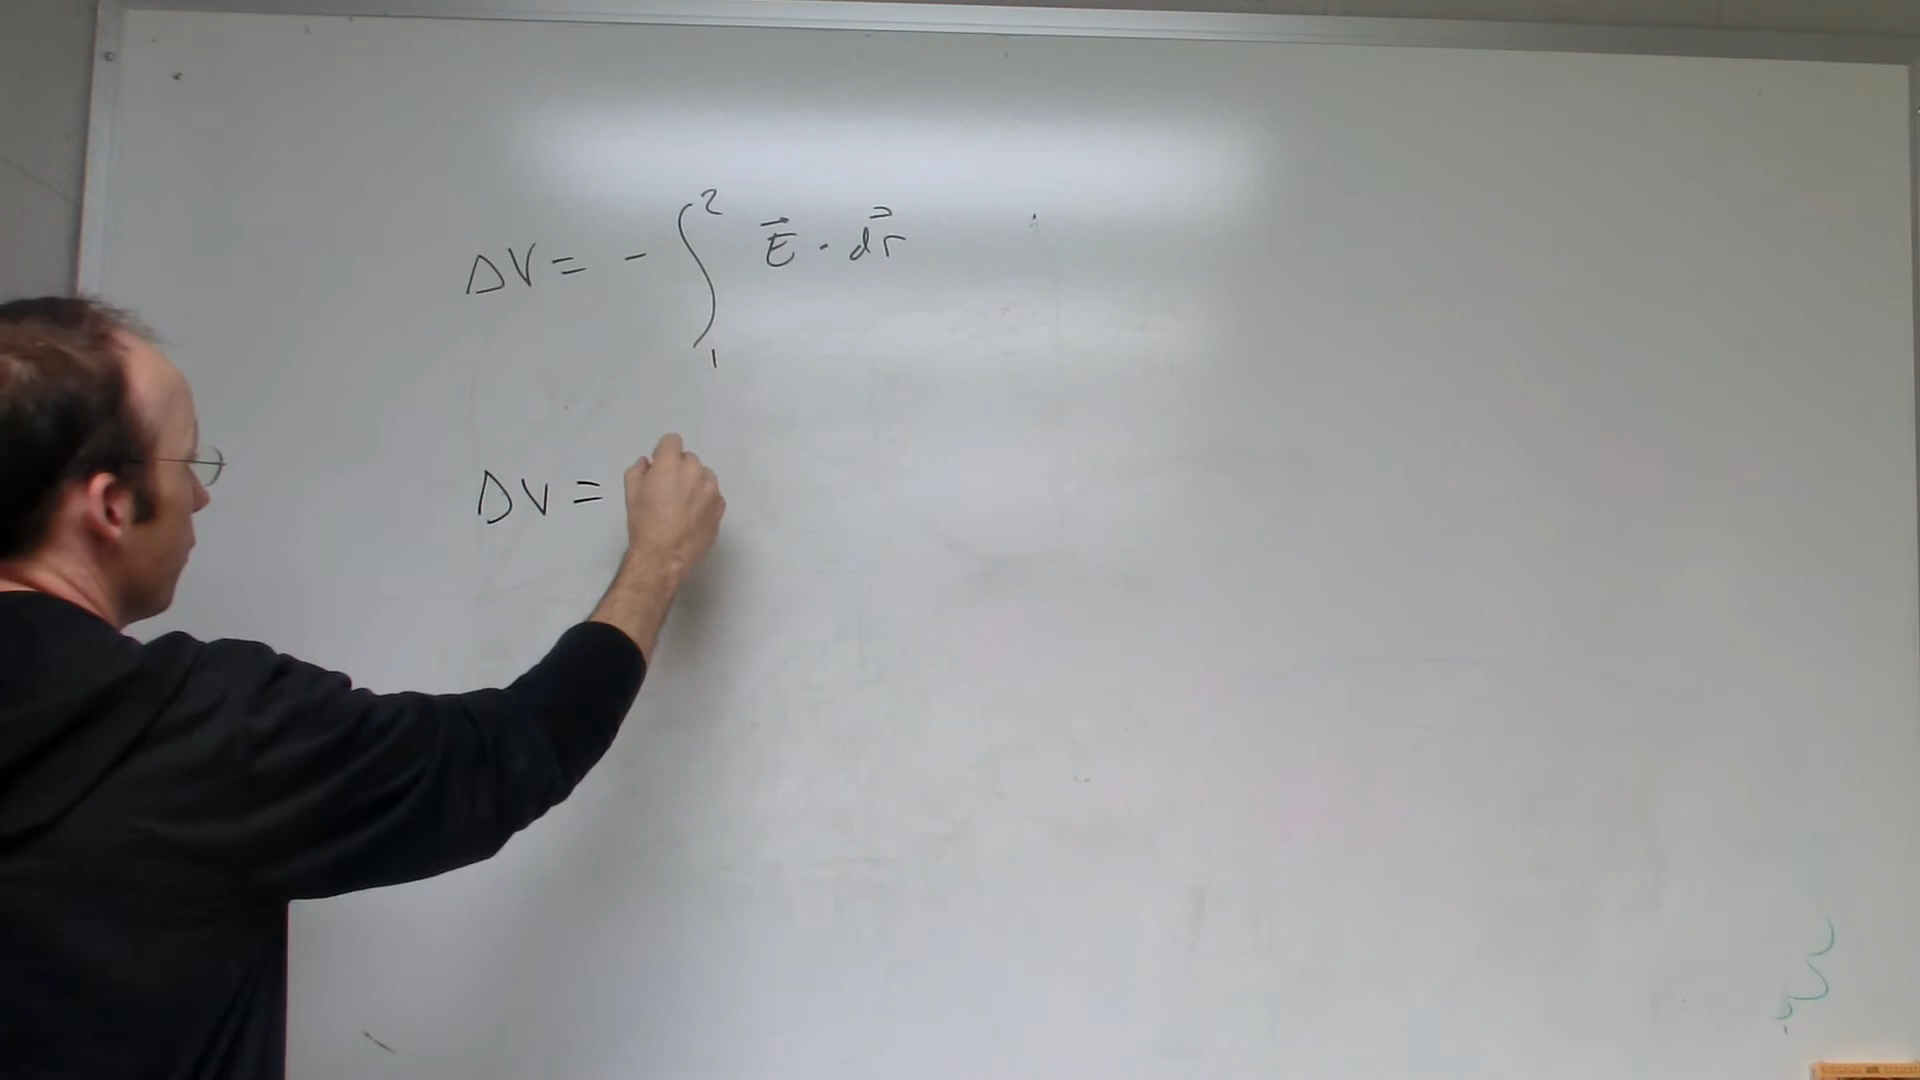 ΔV = - ∫₁² E⃗ · dr⃗
ΔV =